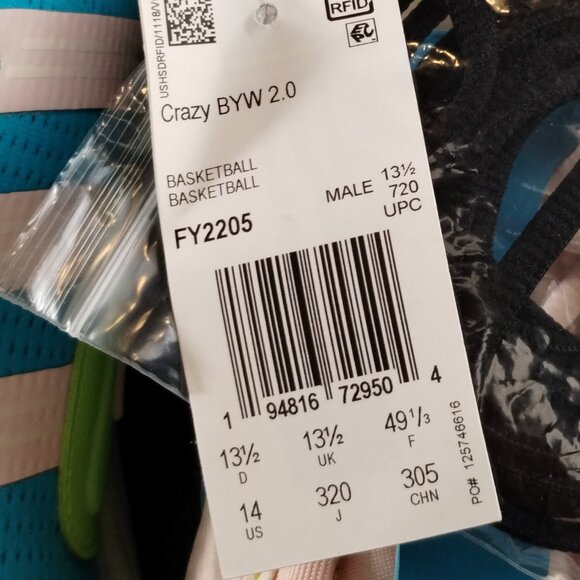 USHSDRFID/1118/V
RFID
Crazy BYW 2.0
BASKETBALL
BASKETBALL
MALE 13½
720
UPC
FY2205
1 94816 72950 4
13½ D
13½ UK
49⅓ F
14 US
320 J
305 CHN
PO# 125746616